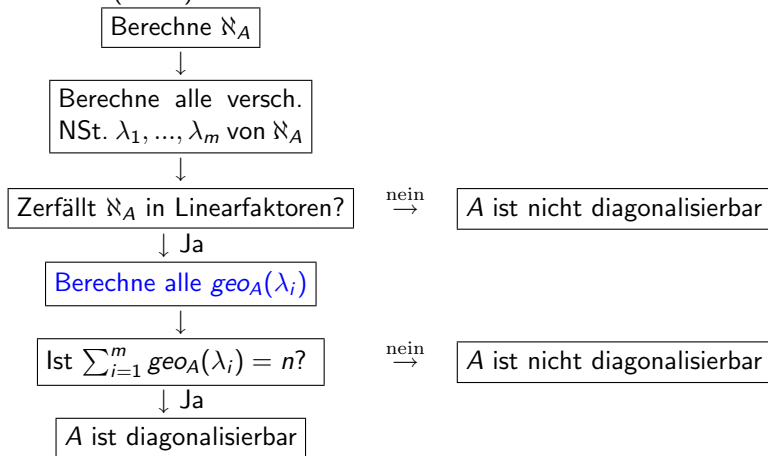 Berechne ℵ_A
↓
Berechne alle versch.
NSt. λ₁, ..., λ_m von ℵ_A
↓
Zerfällt ℵ_A in Linearfaktoren? nein → A ist nicht diagonalisierbar
↓ Ja
Berechne alle geo_A(λ_i)
↓
Ist ∑_{i=1}^{m} geo_A(λ_i) = n? nein → A ist nicht diagonalisierbar
↓ Ja
A ist diagonalisierbar